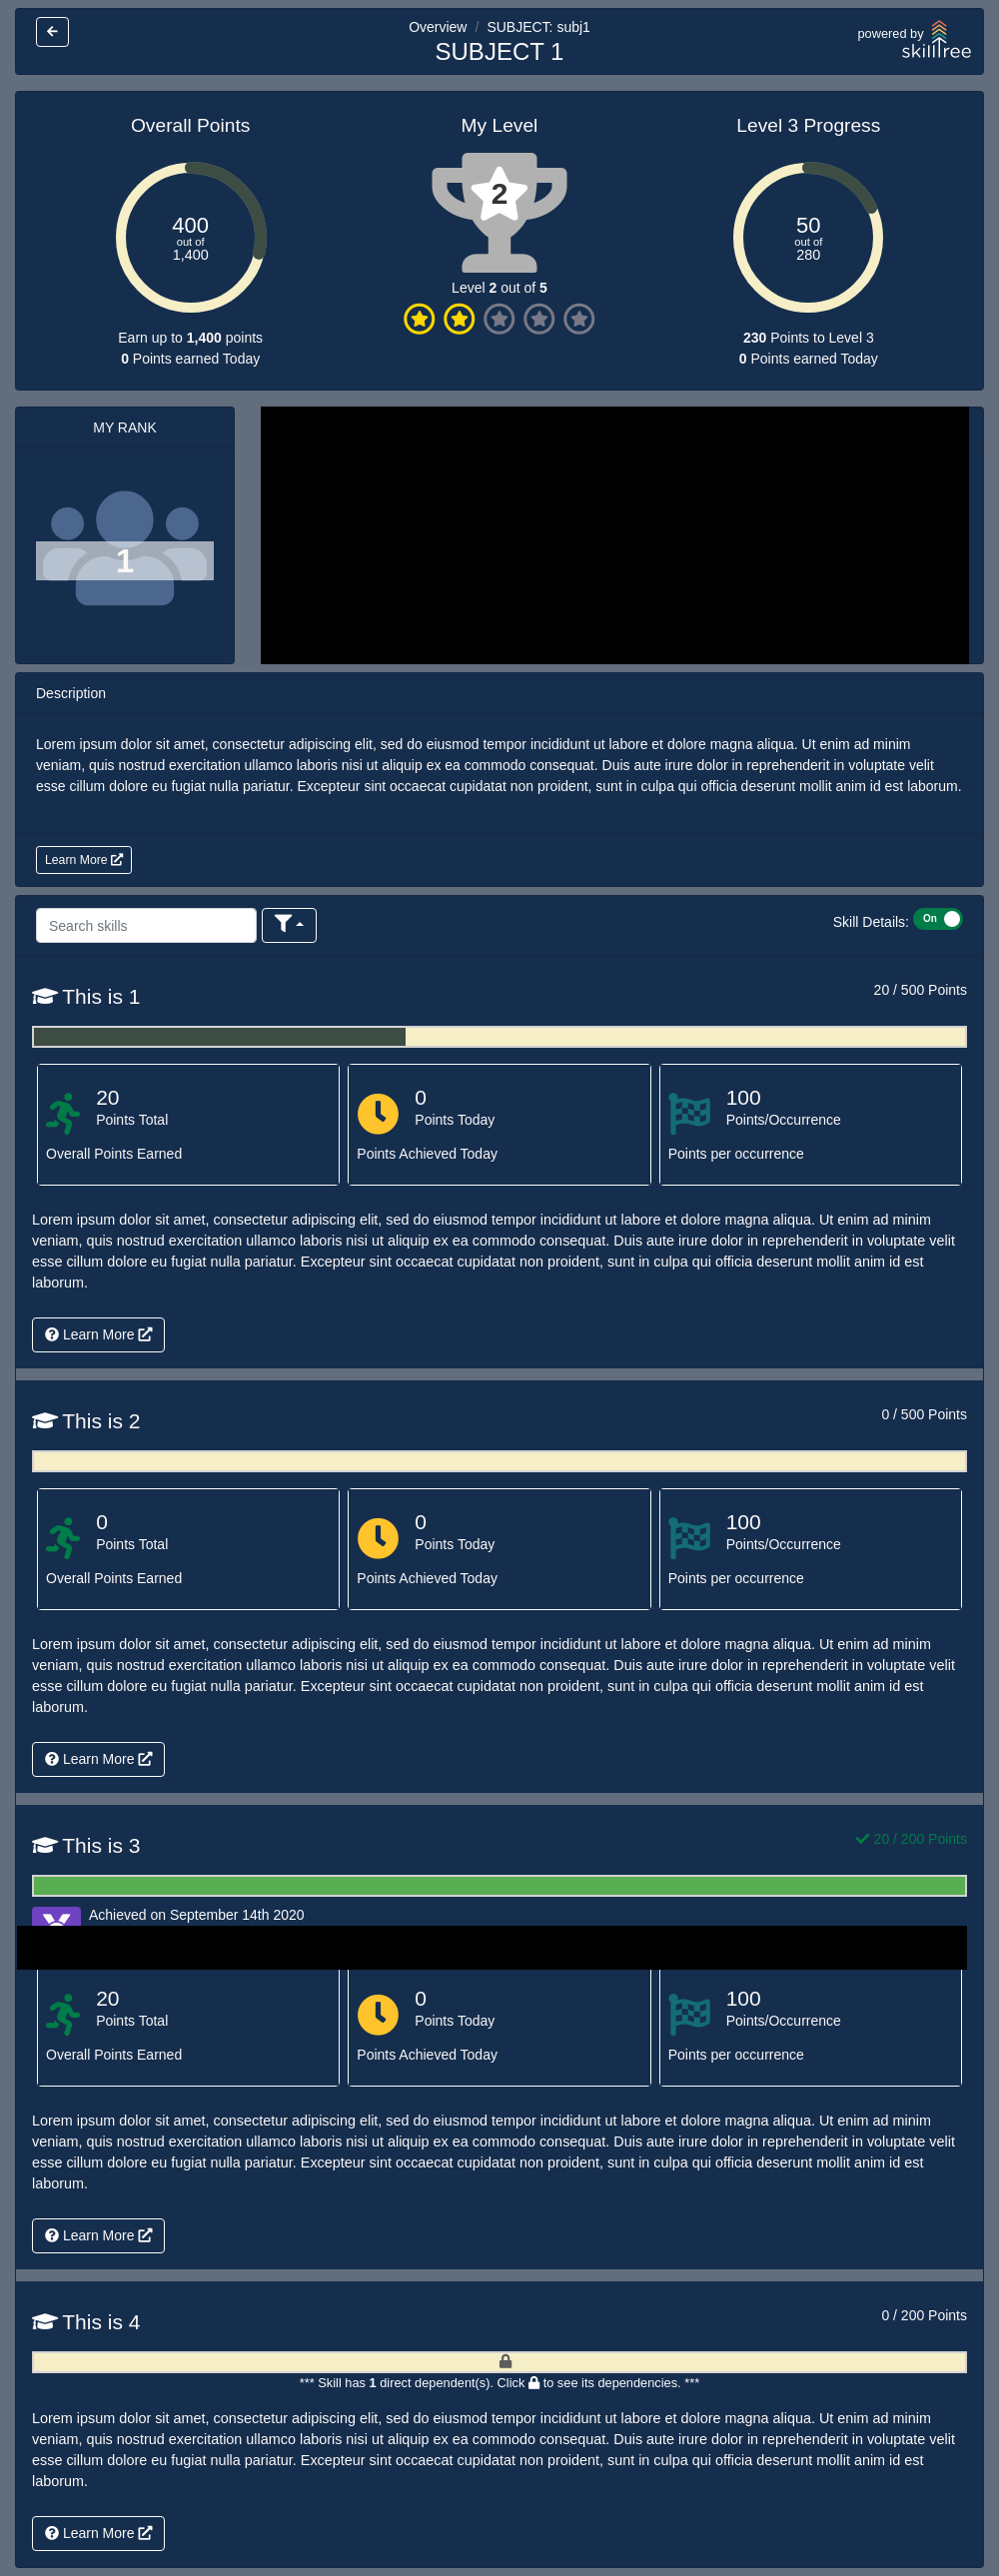 Overview / SUBJECT: subj1
SUBJECT 1
powered by
skilltree
Overall Points
400
out of
1,400
Earn up to 1,400 points
0 Points earned Today
My Level
2
Level 2 out of 5
Level 3 Progress
50
out of
280
230 Points to Level 3
0 Points earned Today
MY RANK
1
Description
Lorem ipsum dolor sit amet, consectetur adipiscing elit, sed do eiusmod tempor incididunt ut labore et dolore magna aliqua. Ut enim ad minim
veniam, quis nostrud exercitation ullamco laboris nisi ut aliquip ex ea commodo consequat. Duis aute irure dolor in reprehenderit in voluptate velit
esse cillum dolore eu fugiat nulla pariatur. Excepteur sint occaecat cupidatat non proident, sunt in culpa qui officia deserunt mollit anim id est laborum.
Learn More
Search skills
Skill Details: On
This is 1
20 / 500 Points
20
Points Total
Overall Points Earned
0
Points Today
Points Achieved Today
100
Points/Occurrence
Points per occurrence
Lorem ipsum dolor sit amet, consectetur adipiscing elit, sed do eiusmod tempor incididunt ut labore et dolore magna aliqua. Ut enim ad minim
veniam, quis nostrud exercitation ullamco laboris nisi ut aliquip ex ea commodo consequat. Duis aute irure dolor in reprehenderit in voluptate velit
esse cillum dolore eu fugiat nulla pariatur. Excepteur sint occaecat cupidatat non proident, sunt in culpa qui officia deserunt mollit anim id est
laborum.
Learn More
This is 2
0 / 500 Points
0
Points Total
Overall Points Earned
0
Points Today
Points Achieved Today
100
Points/Occurrence
Points per occurrence
Lorem ipsum dolor sit amet, consectetur adipiscing elit, sed do eiusmod tempor incididunt ut labore et dolore magna aliqua. Ut enim ad minim
veniam, quis nostrud exercitation ullamco laboris nisi ut aliquip ex ea commodo consequat. Duis aute irure dolor in reprehenderit in voluptate velit
esse cillum dolore eu fugiat nulla pariatur. Excepteur sint occaecat cupidatat non proident, sunt in culpa qui officia deserunt mollit anim id est
laborum.
Learn More
This is 3
20 / 200 Points
Achieved on September 14th 2020
20
Points Total
Overall Points Earned
0
Points Today
Points Achieved Today
100
Points/Occurrence
Points per occurrence
Lorem ipsum dolor sit amet, consectetur adipiscing elit, sed do eiusmod tempor incididunt ut labore et dolore magna aliqua. Ut enim ad minim
veniam, quis nostrud exercitation ullamco laboris nisi ut aliquip ex ea commodo consequat. Duis aute irure dolor in reprehenderit in voluptate velit
esse cillum dolore eu fugiat nulla pariatur. Excepteur sint occaecat cupidatat non proident, sunt in culpa qui officia deserunt mollit anim id est
laborum.
Learn More
This is 4
0 / 200 Points
*** Skill has 1 direct dependent(s). Click to see its dependencies. ***
Lorem ipsum dolor sit amet, consectetur adipiscing elit, sed do eiusmod tempor incididunt ut labore et dolore magna aliqua. Ut enim ad minim
veniam, quis nostrud exercitation ullamco laboris nisi ut aliquip ex ea commodo consequat. Duis aute irure dolor in reprehenderit in voluptate velit
esse cillum dolore eu fugiat nulla pariatur. Excepteur sint occaecat cupidatat non proident, sunt in culpa qui officia deserunt mollit anim id est
laborum.
Learn More